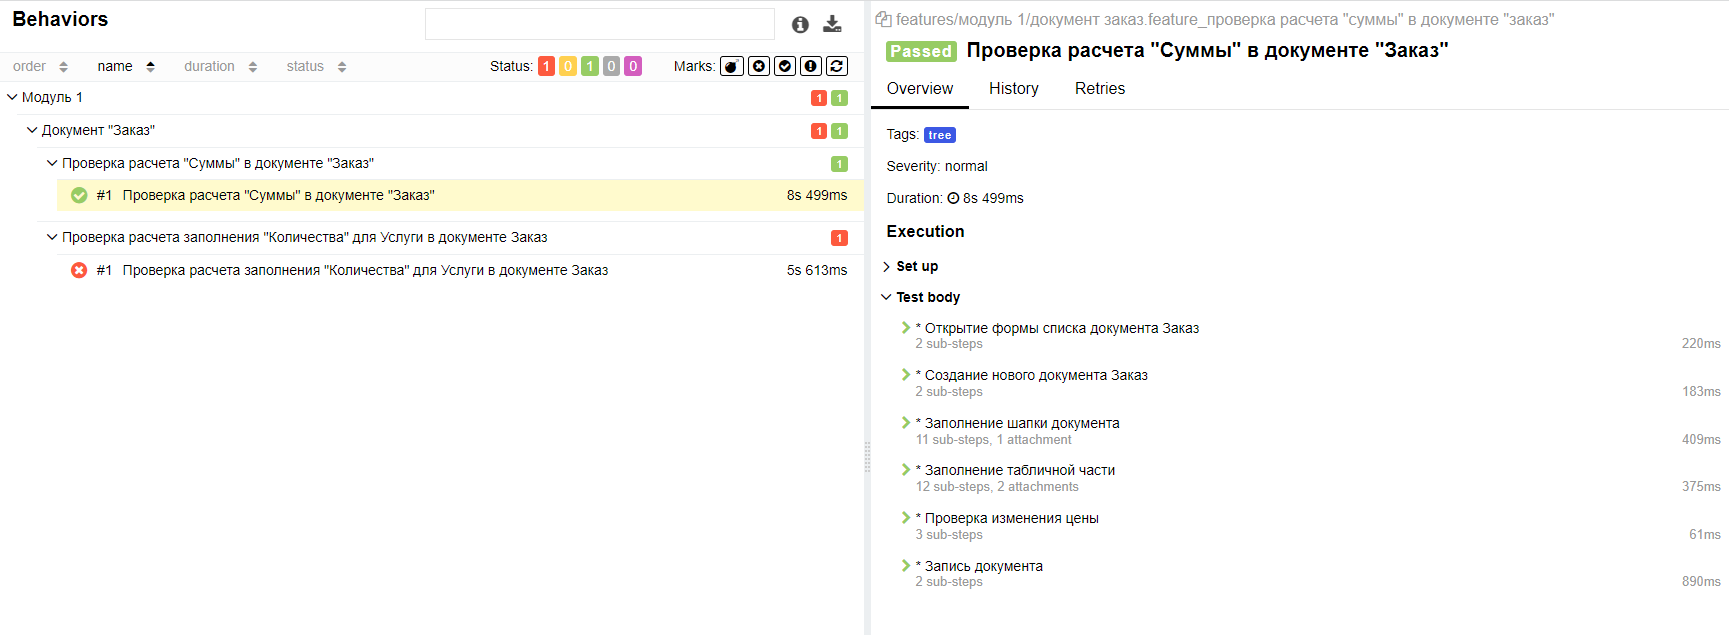 Behaviors
order name duration status Status: 1 0 1 0 0 Marks:
Модуль 1 1 1
Документ "Заказ" 1 1
Проверка расчета "Суммы" в документе "Заказ" 1
#1 Проверка расчета "Суммы" в документе "Заказ" 8s 499ms
Проверка расчета заполнения "Количества" для Услуги в документе Заказ 1
#1 Проверка расчета заполнения "Количества" для Услуги в документе Заказ 5s 613ms
features/модуль 1/документ заказ.feature_проверка расчета "суммы" в документе "заказ"
Passed Проверка расчета "Суммы" в документе "Заказ"
Overview History Retries
Tags: tree
Severity: normal
Duration: 8s 499ms
Execution
Set up
Test body
* Открытие формы списка документа Заказ
2 sub-steps 220ms
* Создание нового документа Заказ
2 sub-steps 183ms
* Заполнение шапки документа
11 sub-steps, 1 attachment 409ms
* Заполнение табличной части
12 sub-steps, 2 attachments 375ms
* Проверка изменения цены
3 sub-steps 61ms
* Запись документа
2 sub-steps 890ms